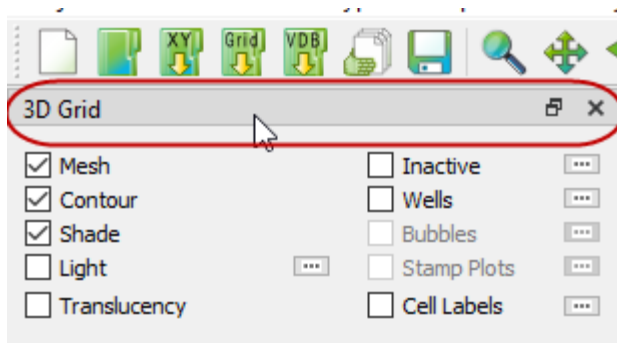 XY Grid VDB
3D Grid
Mesh Inactive
Contour Wells
Shade Bubbles
Light Stamp Plots
Translucency Cell Labels